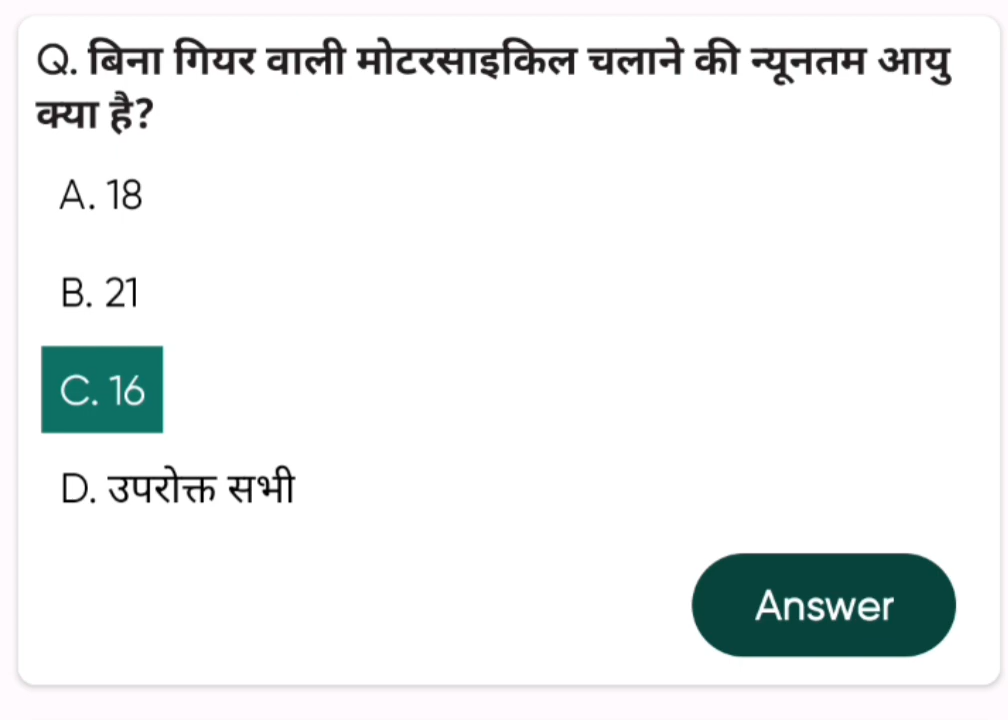 Q. बिना गियर वाली मोटरसाइकिल चलाने की न्यूनतम आयु
क्या है?
A. 18
B. 21
C. 16
D. उपरोक्त सभी
Answer